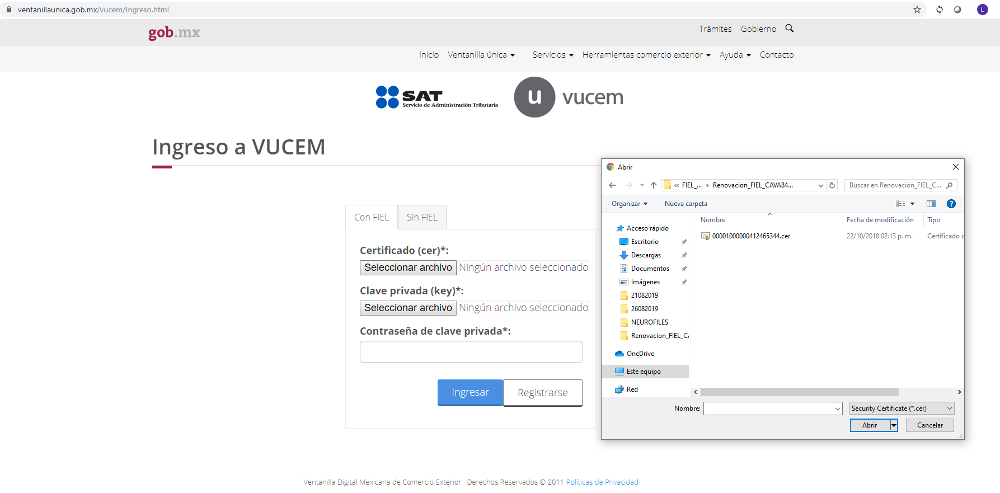 ventanillaunica.gob.mx/vucem/Ingreso.html
L
gob.mx
Trámites Gobierno
Inicio Ventanilla única Servicios Herramientas comercio exterior Ayuda Contacto
SAT
Servicio de Administración Tributaria
u vucem
Ingreso a VUCEM
Con FIEL Sin FIEL
Certificado (cer)*:
Seleccionar archivo Ningún archivo seleccionado
Clave privada (key)*:
Seleccionar archivo Ningún archivo seleccionado
Contraseña de clave privada*:
Ingresar Registrarse
Abrir
« FIEL_... › Renovacion_FIEL_CAVA84... Buscar en Renovacion_FIEL_C...
Organizar Nueva carpeta ?
Nombre Fecha de modificación Tipo
00001000000412465344.cer 22/10/2018 02:13 p. m. Certificado d
Acceso rápido
Escritorio
Descargas
Documentos
Imágenes
21082019
26082019
NEUROFILES
Renovacion_FIEL_CA
OneDrive
Este equipo
Red
Nombre: Security Certificate (*.cer)
Abrir Cancelar
Ventanilla Digital Mexicana de Comercio Exterior · Derechos Reservados © 2011 Políticas de Privacidad